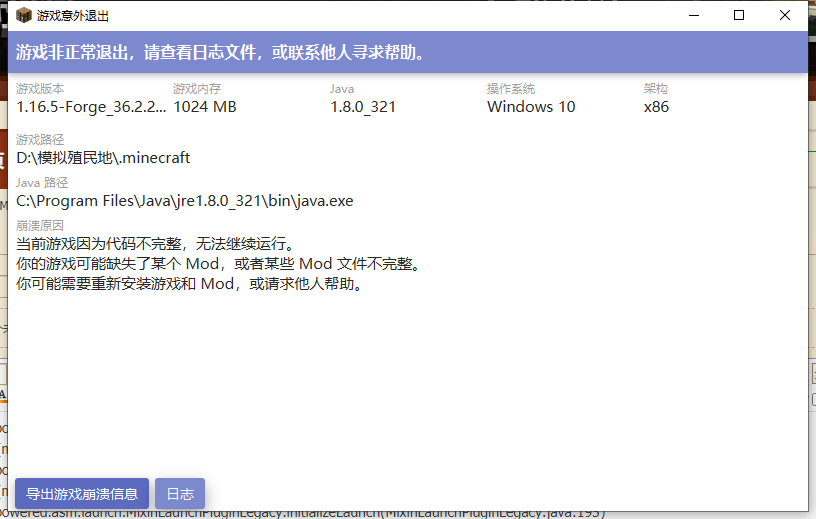 游戏意外退出
游戏非正常退出，请查看日志文件，或联系他人寻求帮助。
游戏版本 游戏内存 Java 操作系统 架构
1.16.5-Forge_36.2.2... 1024 MB 1.8.0_321 Windows 10 x86
游戏路径
D:\模拟殖民地\.minecraft
Java 路径
C:\Program Files\Java\jre1.8.0_321\bin\java.exe
崩溃原因
当前游戏因为代码不完整，无法继续运行。
你的游戏可能缺失了某个 Mod，或者某些 Mod 文件不完整。
你可能需要重新安装游戏和 Mod，或请求他人帮助。
导出游戏崩溃信息 日志
powered.asm.launch.MixinLaunchPluginLegacy.initializeLaunch(MixinLaunchPluginLegacy.java:195)